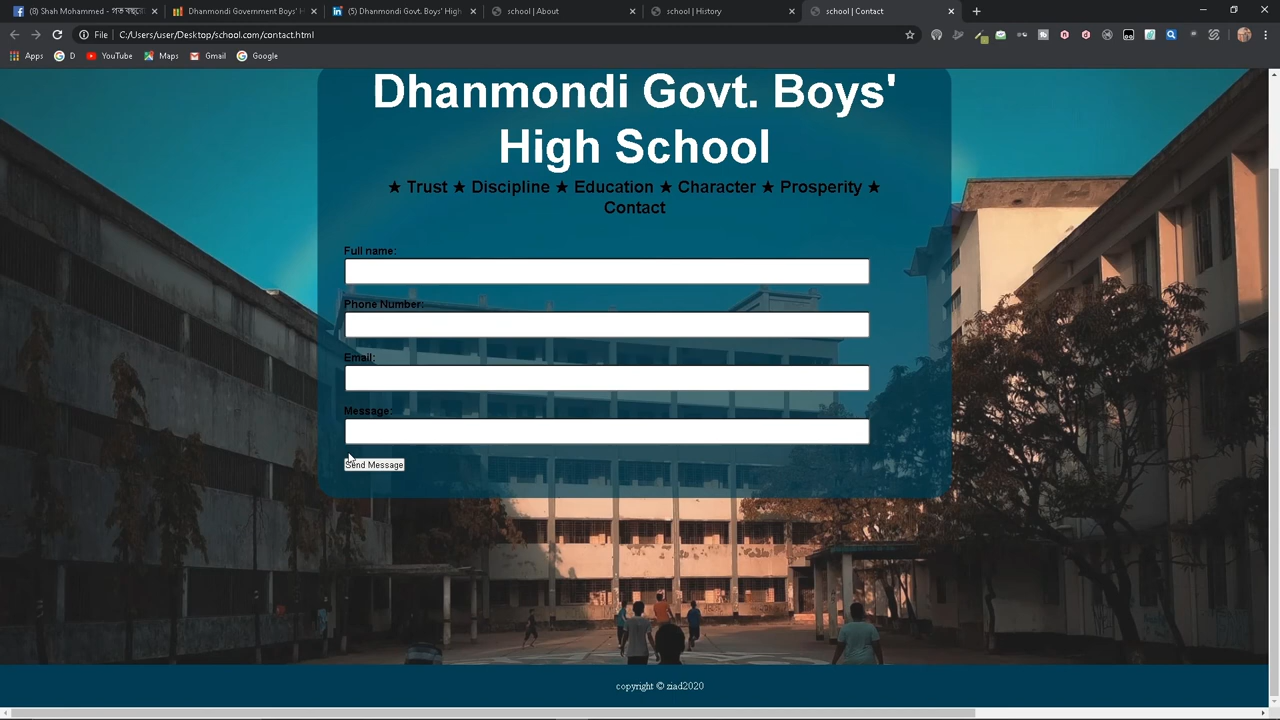 (8) Shah Mohammed - গত বছরে
Dhanmondi Government Boys' H
(5) Dhanmondi Govt. Boys' High
school | About
school | History
school | Contact
File
C:/Users/user/Desktop/school.com/contact.html
Apps
D
YouTube
Maps
Gmail
Google
Dhanmondi Govt. Boys'
High School
★ Trust ★ Discipline ★ Education ★ Character ★ Prosperity ★
Contact
Full name:
Phone Number:
Email:
Message:
Send Message
copyright © ziad2020